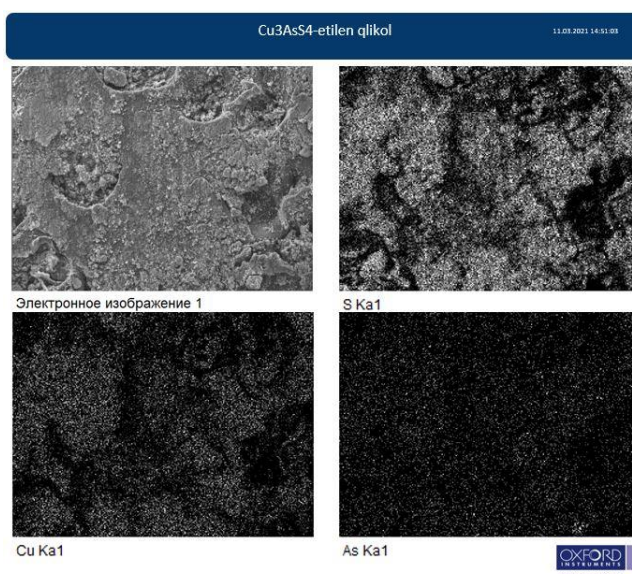 Cu3AsS4-etilen qlikol
11.03.2021 14:51:03
Электронное изображение 1
S Ka1
Cu Ka1
As Ka1
OXFORD
INSTRUMENTS